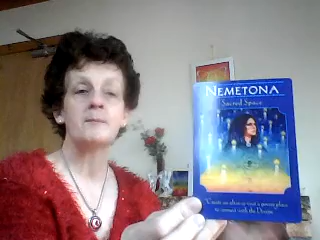 NEMETONA
Sacred Space
"Create an altar, or visit a power place
to connect with the Divine."